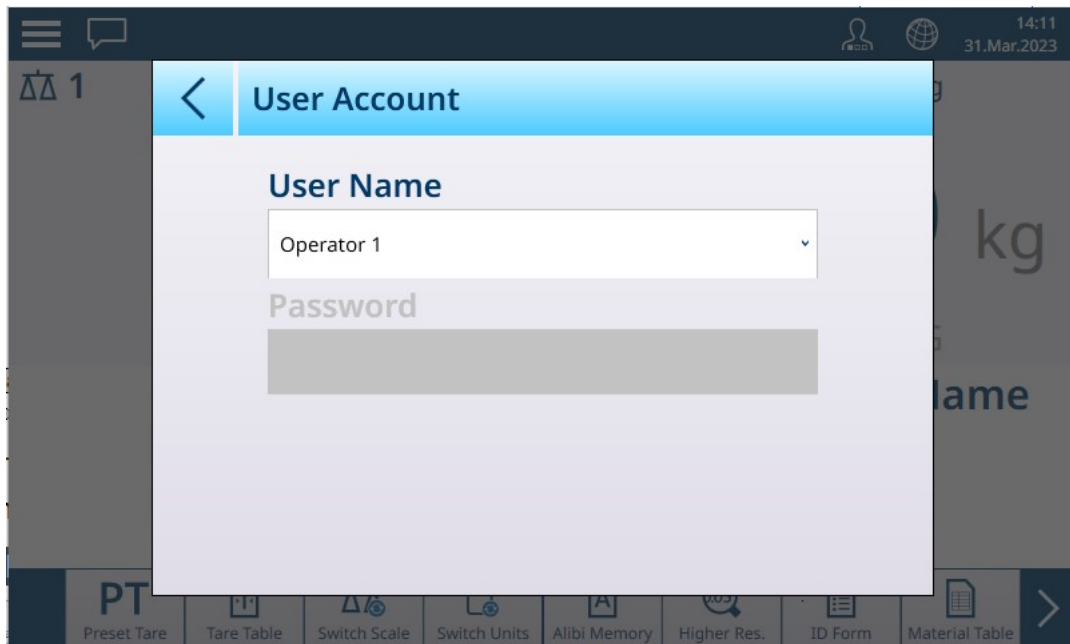 14:11
31.Mar.2023
1
User Account
g
User Name
Operator 1
kg
Password
G
Name
PT
Preset Tare
Tare Table
Switch Scale
Switch Units
Alibi Memory
Higher Res.
ID Form
Material Table